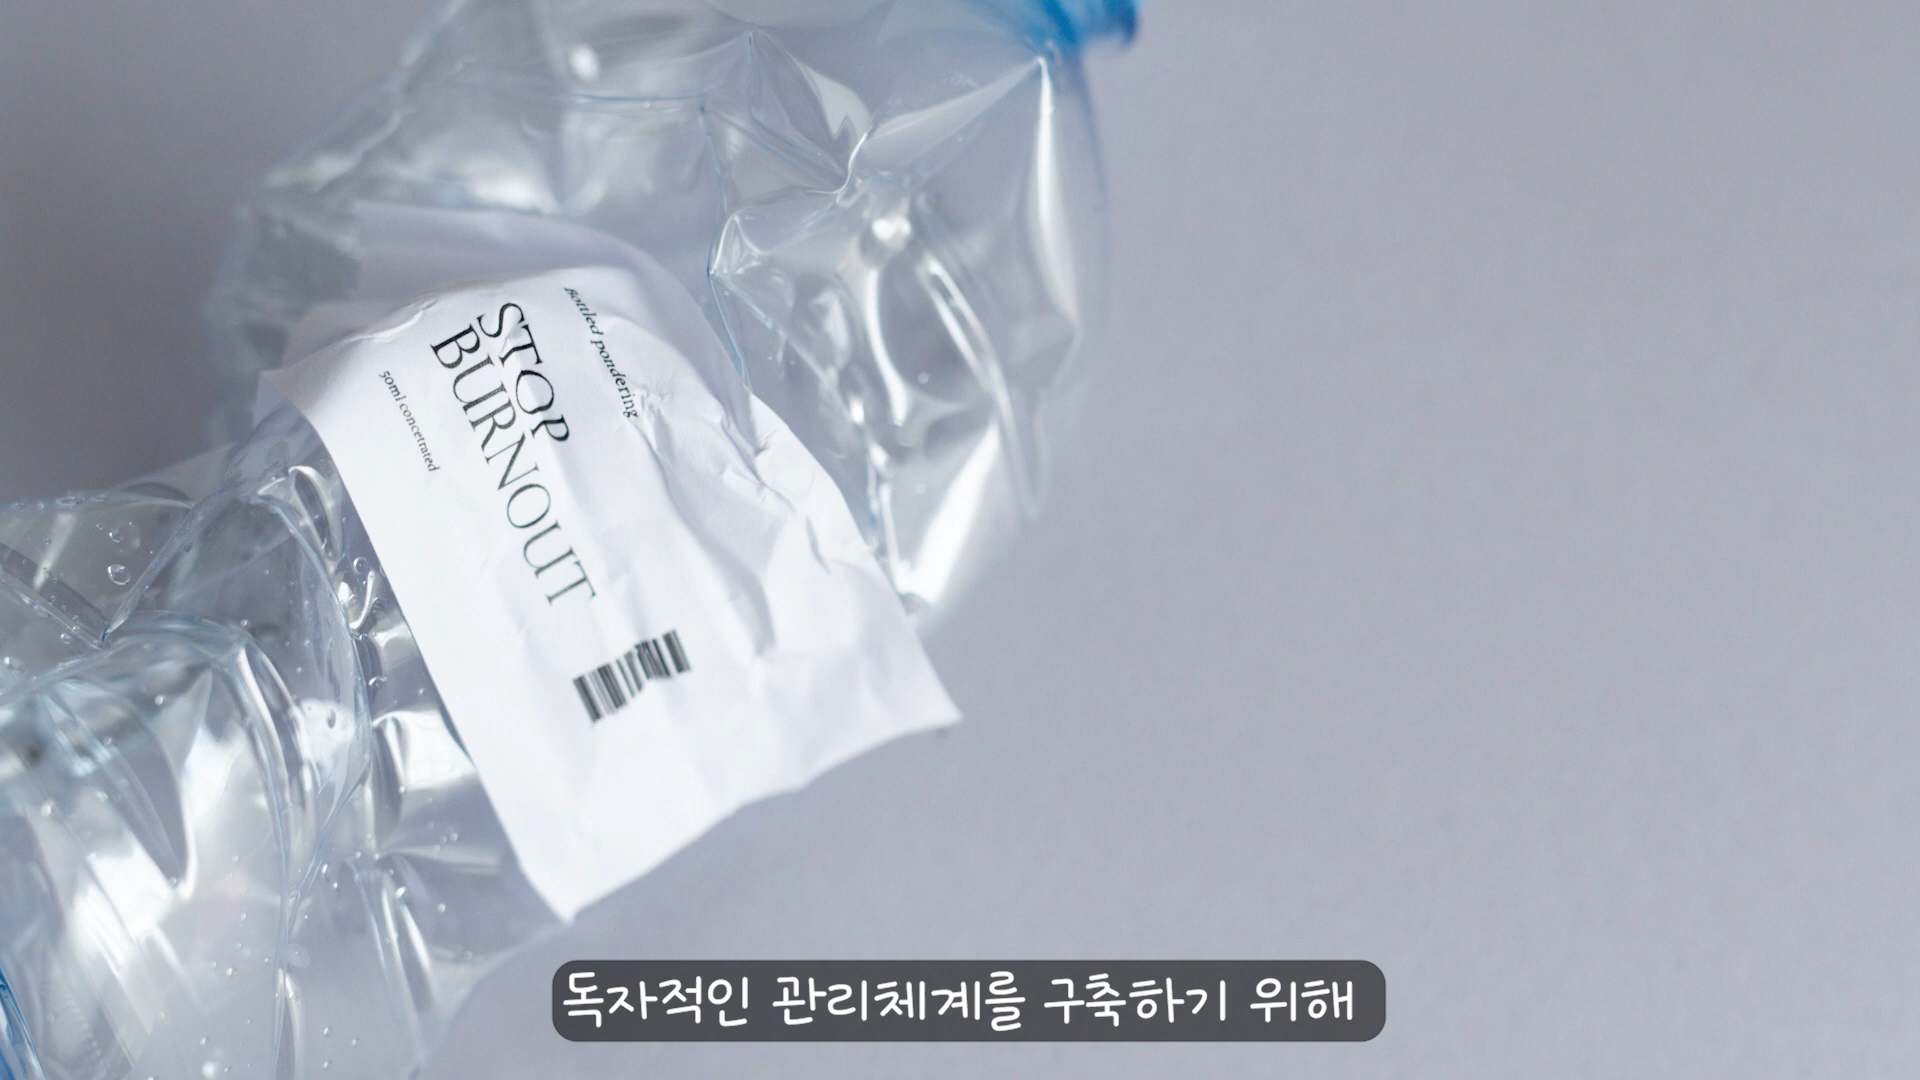 Bottled pondering
STOP
BURNOUT
50ml concetrated
독자적인 관리체계를 구축하기 위해